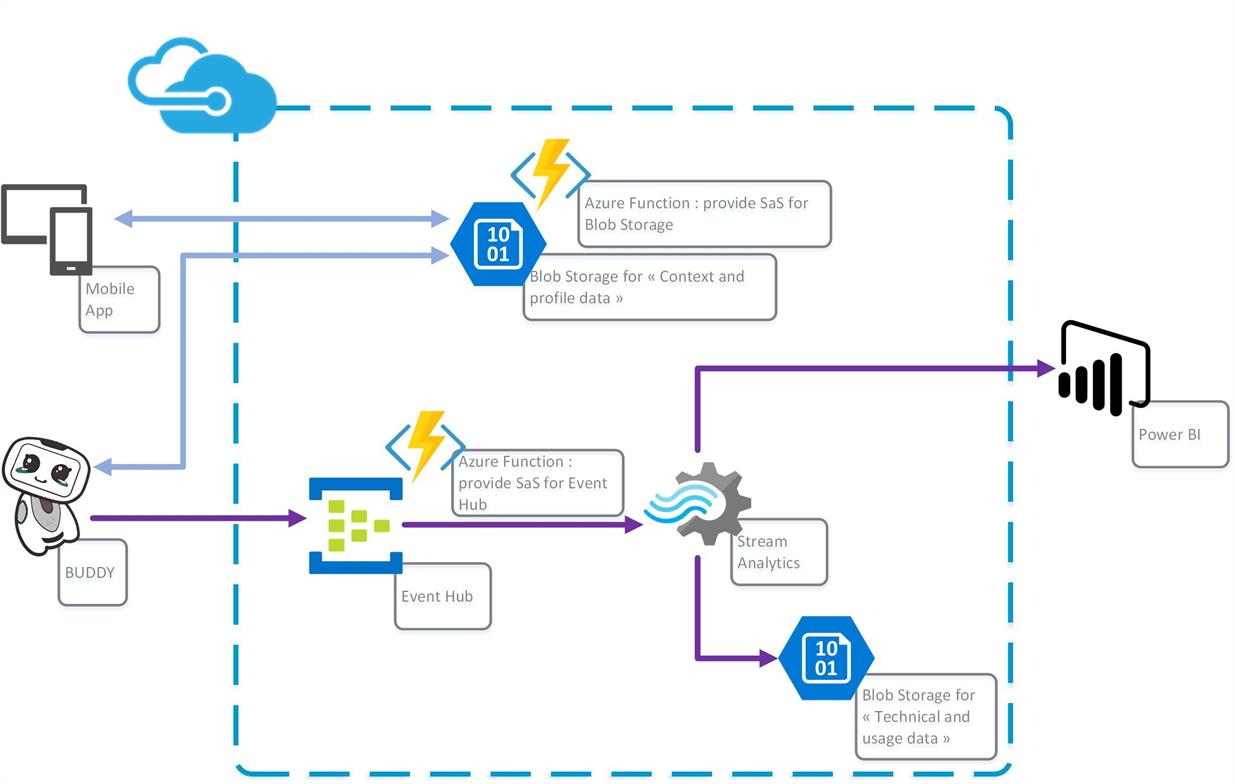 Azure Function : provide SaS for
Blob Storage
10
01
Blob Storage for « Context and
profile data »
Mobile
App
Power BI
Azure Function :
provide SaS for Event
Hub
Stream
Analytics
BUDDY
Event Hub
10
01
Blob Storage for
« Technical and
usage data »